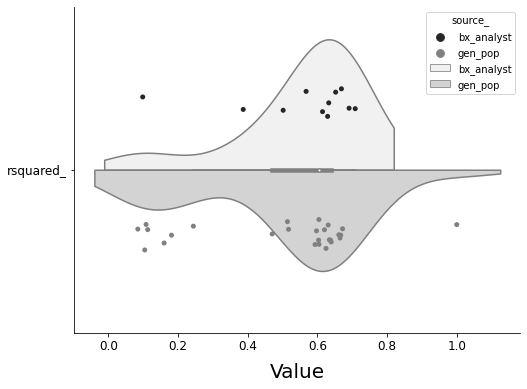 source_
bx_analyst
gen_pop
bx_analyst
gen_pop
rsquared_
0.0 0.2 0.4 0.6 0.8 1.0
Value